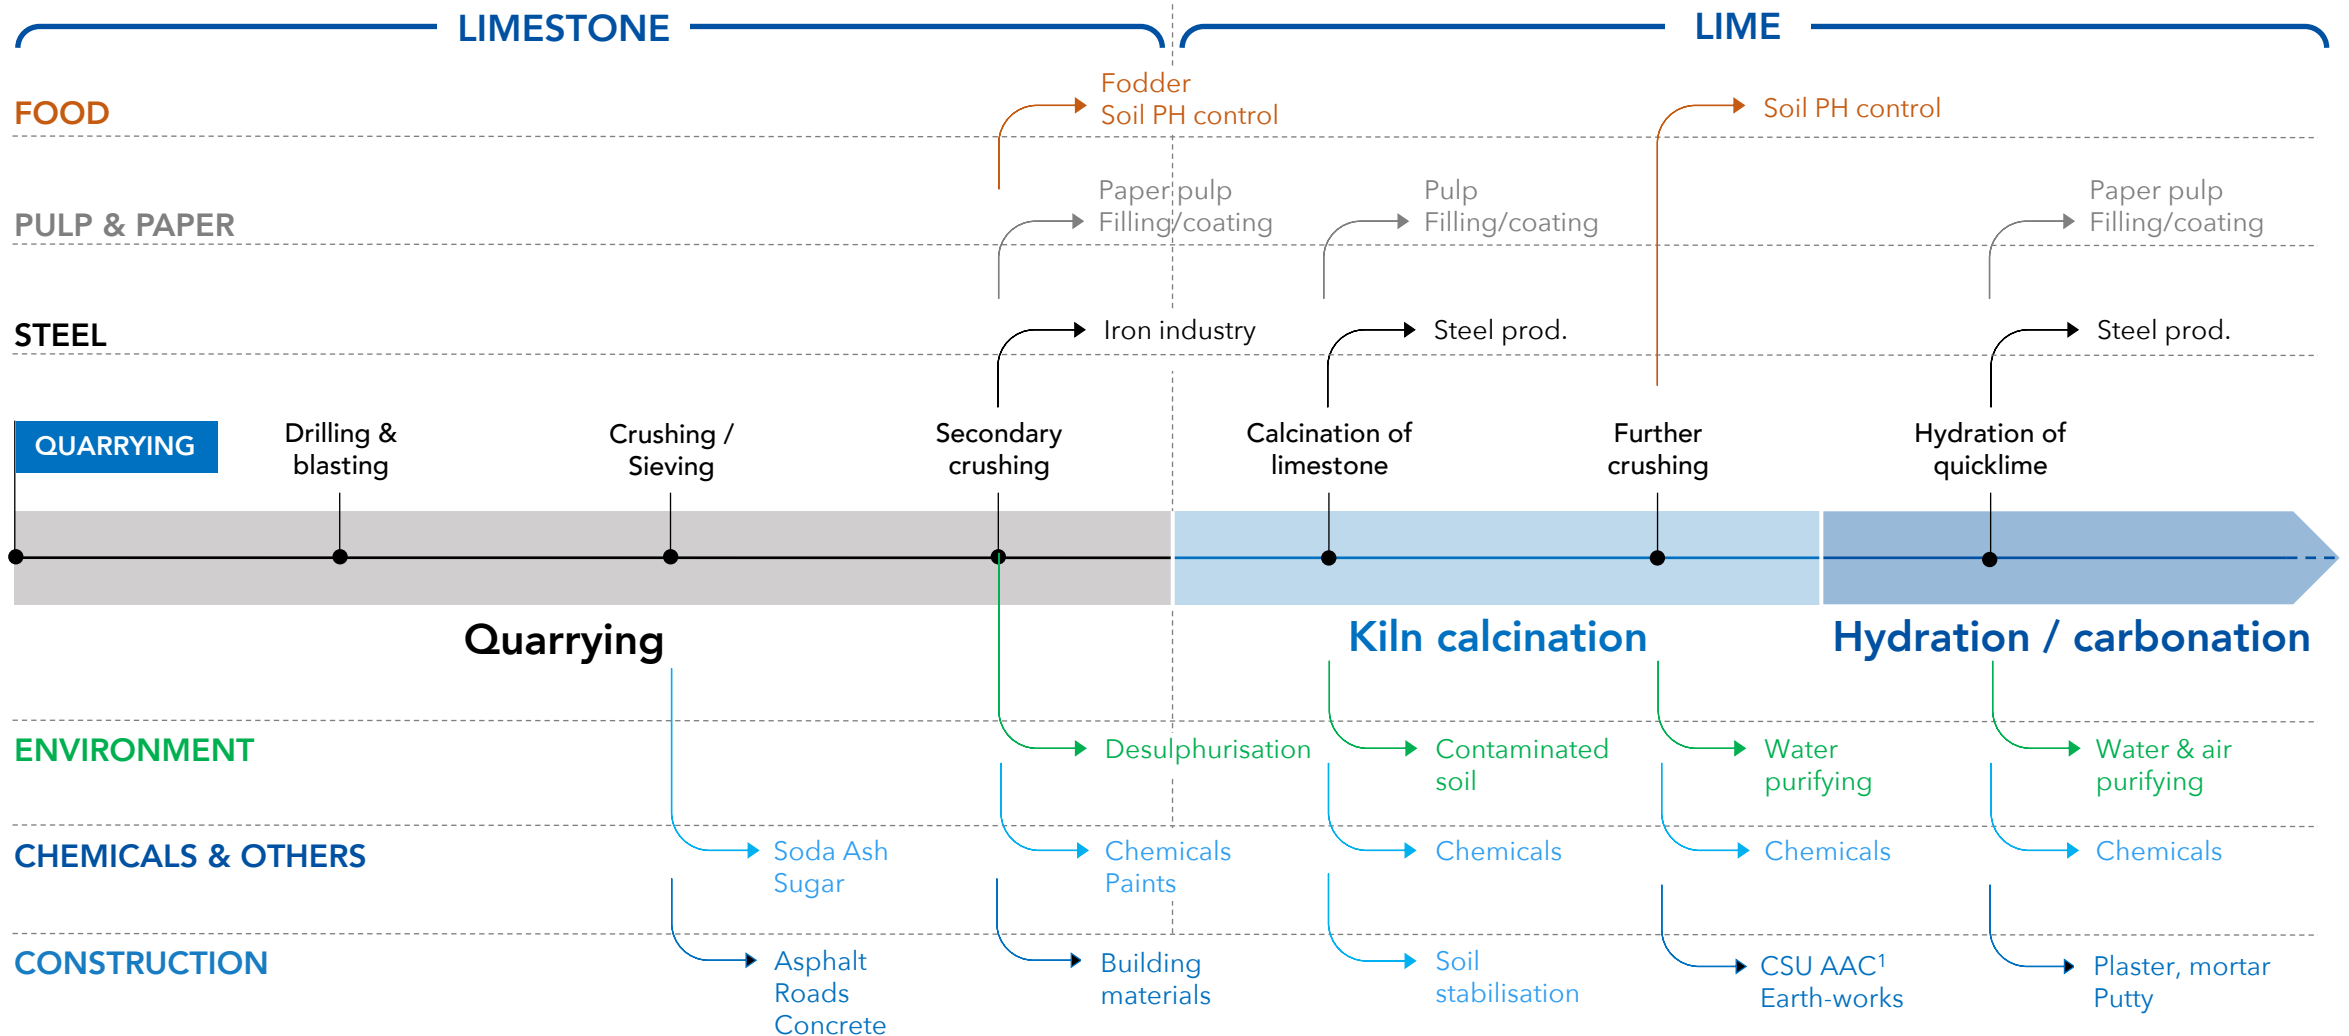 LIMESTONE
LIME
FOOD
Fodder
Soil PH control
Soil PH control
PULP & PAPER
Paper pulp
Filling/coating
Pulp
Filling/coating
Paper pulp
Filling/coating
STEEL
Iron industry
Steel prod.
Steel prod.
QUARRYING
Drilling &
blasting
Crushing /
Sieving
Secondary
crushing
Calcination of
limestone
Further
crushing
Hydration of
quicklime
Quarrying
Kiln calcination
Hydration / carbonation
ENVIRONMENT
Desulphurisation
Contaminated
soil
Water
purifying
Water & air
purifying
CHEMICALS & OTHERS
Soda Ash
Sugar
Chemicals
Paints
Chemicals
Chemicals
Chemicals
CONSTRUCTION
Asphalt
Roads
Concrete
Building
materials
Soil
stabilisation
CSU AAC¹
Earth-works
Plaster, mortar
Putty